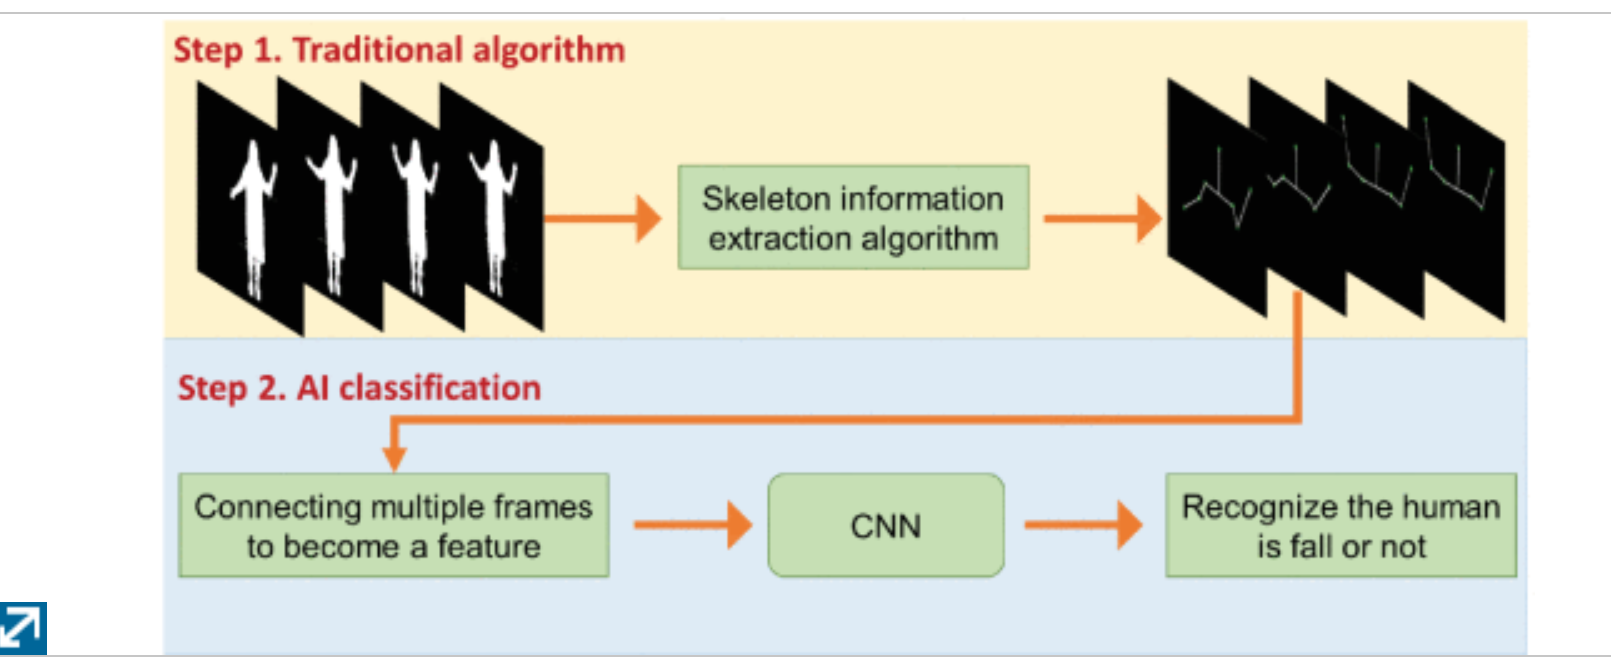 Step 1. Traditional algorithm
Skeleton information
extraction algorithm
Step 2. AI classification
Connecting multiple frames
to become a feature
CNN
Recognize the human
is fall or not